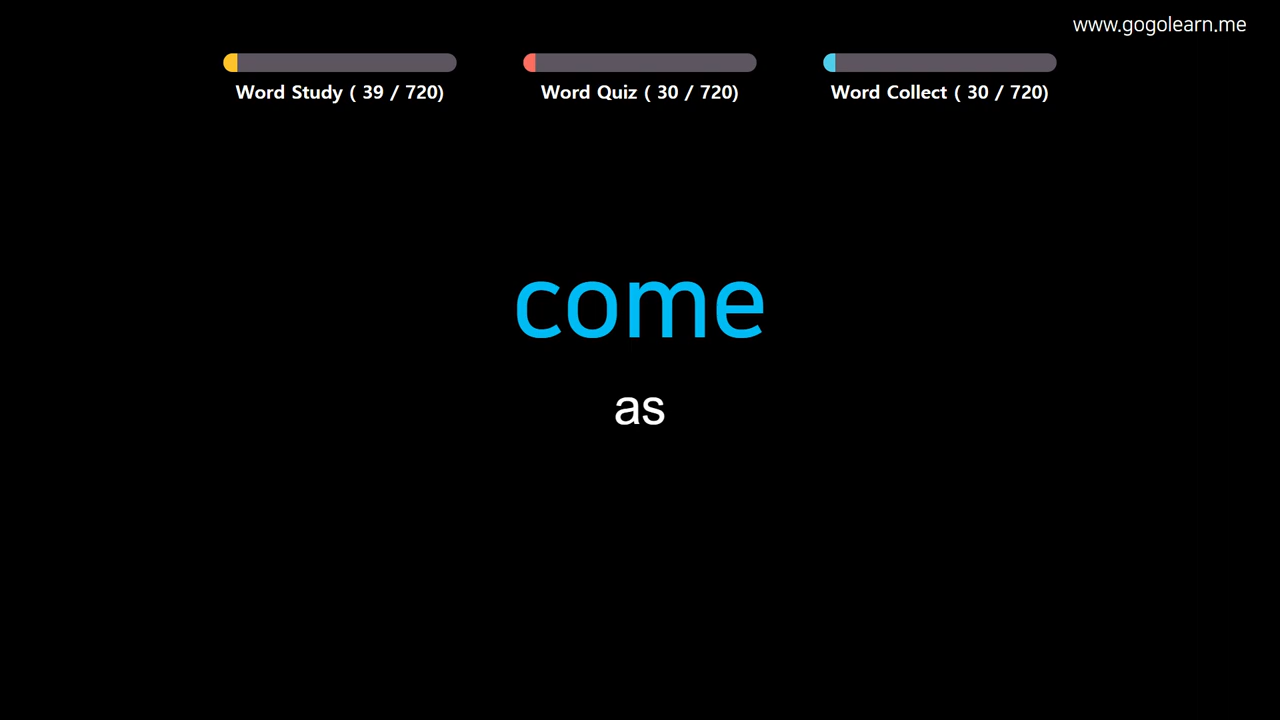 www.gogolearn.me
Word Study ( 39 / 720)
Word Quiz ( 30 / 720)
Word Collect ( 30 / 720)
come
as